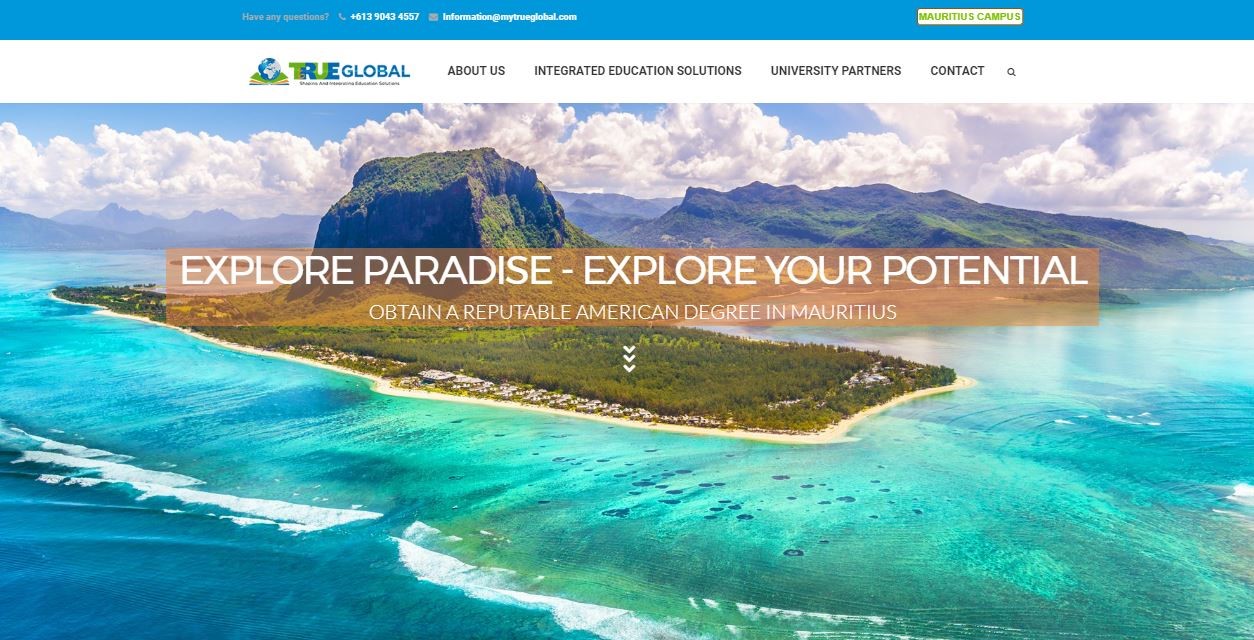 Have any questions? +613 9043 4557 Information@mytrueglobal.com MAURITIUS CAMPUS
TRUE GLOBAL
Shaping And Integrating Education Solutions
ABOUT US INTEGRATED EDUCATION SOLUTIONS UNIVERSITY PARTNERS CONTACT
EXPLORE PARADISE - EXPLORE YOUR POTENTIAL
OBTAIN A REPUTABLE AMERICAN DEGREE IN MAURITIUS